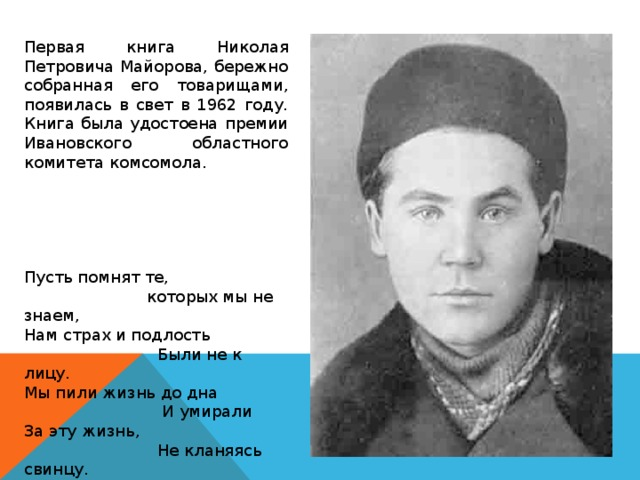 Первая книга Николая
Петровича Майорова, бережно
собранная его товарищами,
появилась в свет в 1962 году.
Книга была удостоена премии
Ивановского областного
комитета комсомола.
Пусть помнят те,
которых мы не
знаем,
Нам страх и подлость
Были не к
лицу.
Мы пили жизнь до дна
И умирали
За эту жизнь,
Не кланяясь
свинцу.